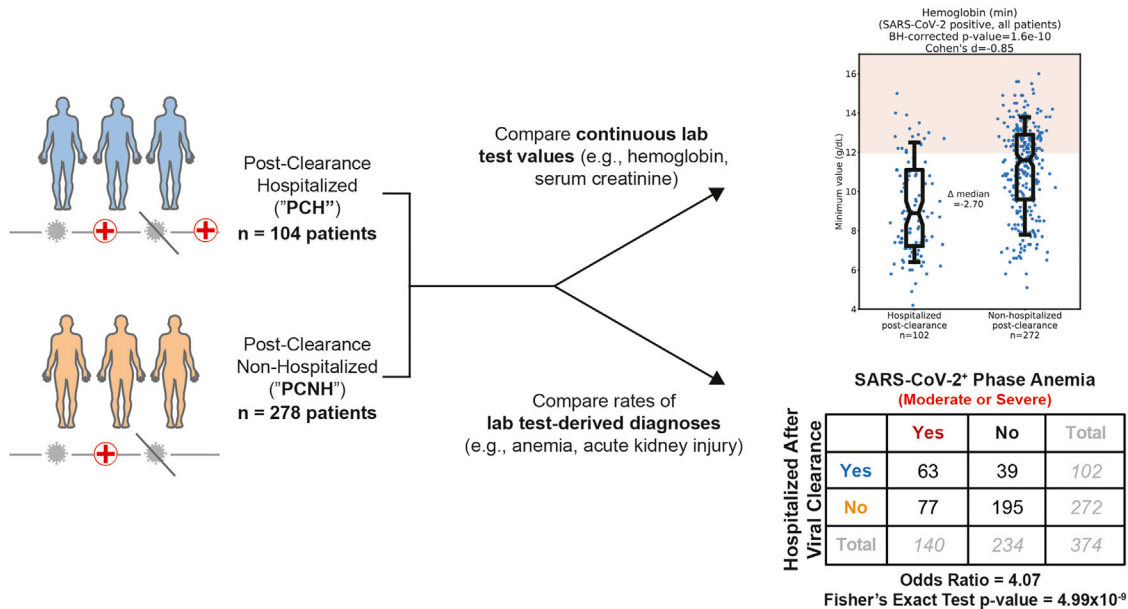 Post-Clearance
Hospitalized
("PCH")
n = 104 patients
Post-Clearance
Non-Hospitalized
("PCNH")
n = 278 patients
Compare continuous lab
test values (e.g., hemoglobin,
serum creatinine)
Compare rates of
lab test-derived diagnoses
(e.g., anemia, acute kidney injury)
Hemoglobin (min)
(SARS-CoV-2 positive, all patients)
BH-corrected p-value=1.6e-10
Cohen's d=-0.85
Minimum value (g/dL)
16
14
12
10
8
6
4
Δ median
=-2.70
Hospitalized
post-clearance
n=102
Non-hospitalized
post-clearance
n=272
SARS-CoV-2+ Phase Anemia
(Moderate or Severe)
Hospitalized After
Viral Clearance
Yes No Total
Yes 63 39 102
No 77 195 272
Total 140 234 374
Odds Ratio = 4.07
Fisher's Exact Test p-value = 4.99x10⁻⁹